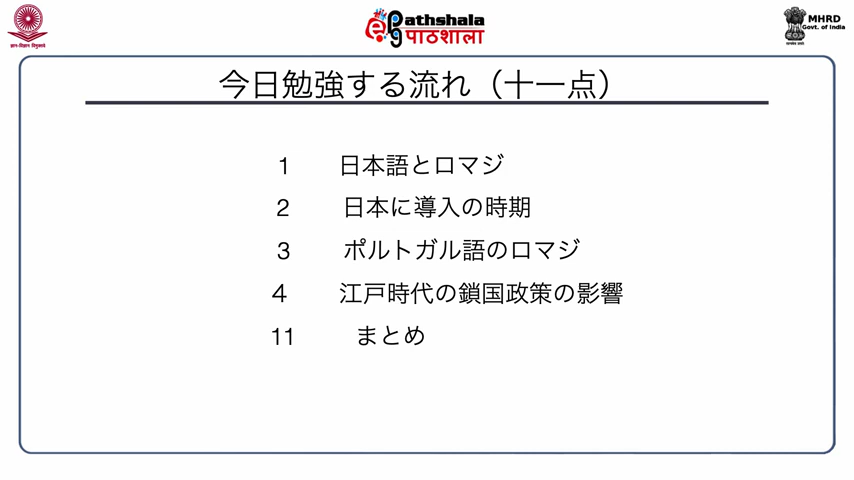 ज्ञान-विज्ञान विमुक्तये
ePathshala
पाठशाला
MHRD
Govt. of India
今日勉強する流れ（十一点）
1 日本語とロマジ
2 日本に導入の時期
3 ポルトガル語のロマジ
4 江戸時代の鎖国政策の影響
11 まとめ